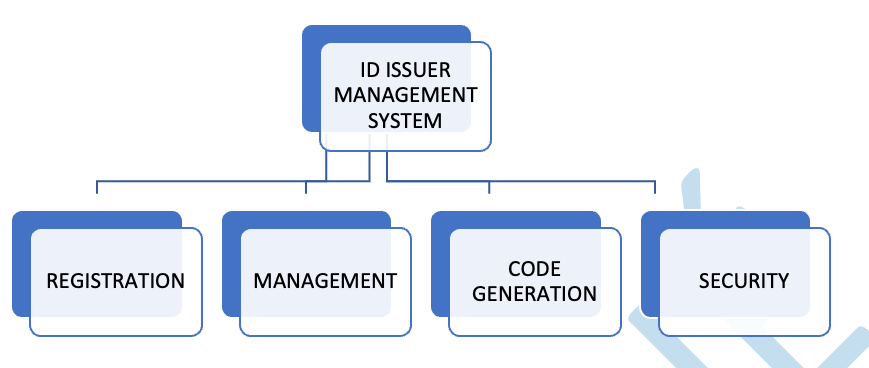 ID ISSUER
MANAGEMENT
SYSTEM
REGISTRATION
MANAGEMENT
CODE
GENERATION
SECURITY